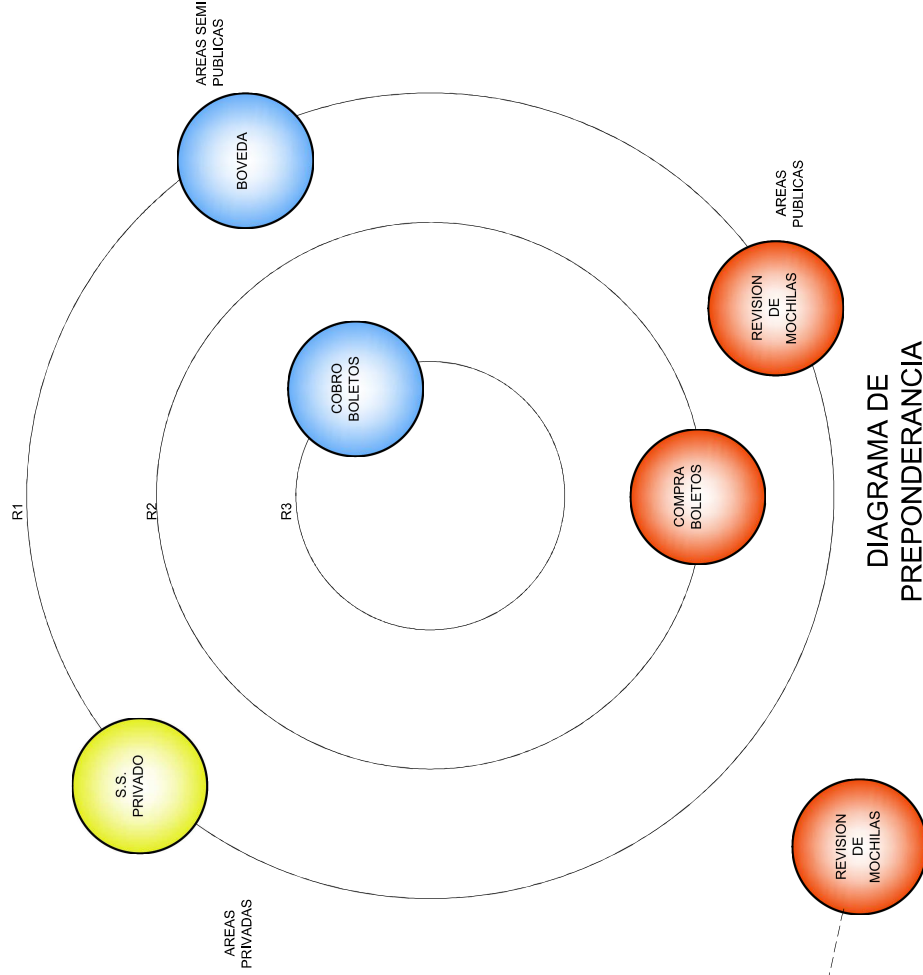 R1
S.S.
PRIVADO
R2
AREAS SEMI
PUBLICAS
AREAS
PRIVADAS
BOVEDA
R3
COBRO
BOLETOS
COMPRA
BOLETOS
REVISION
DE
MOCHILAS
AREAS
PUBLICAS
REVISION
DE
MOCHILAS
DIAGRAMA DE
PREPONDERANCIA